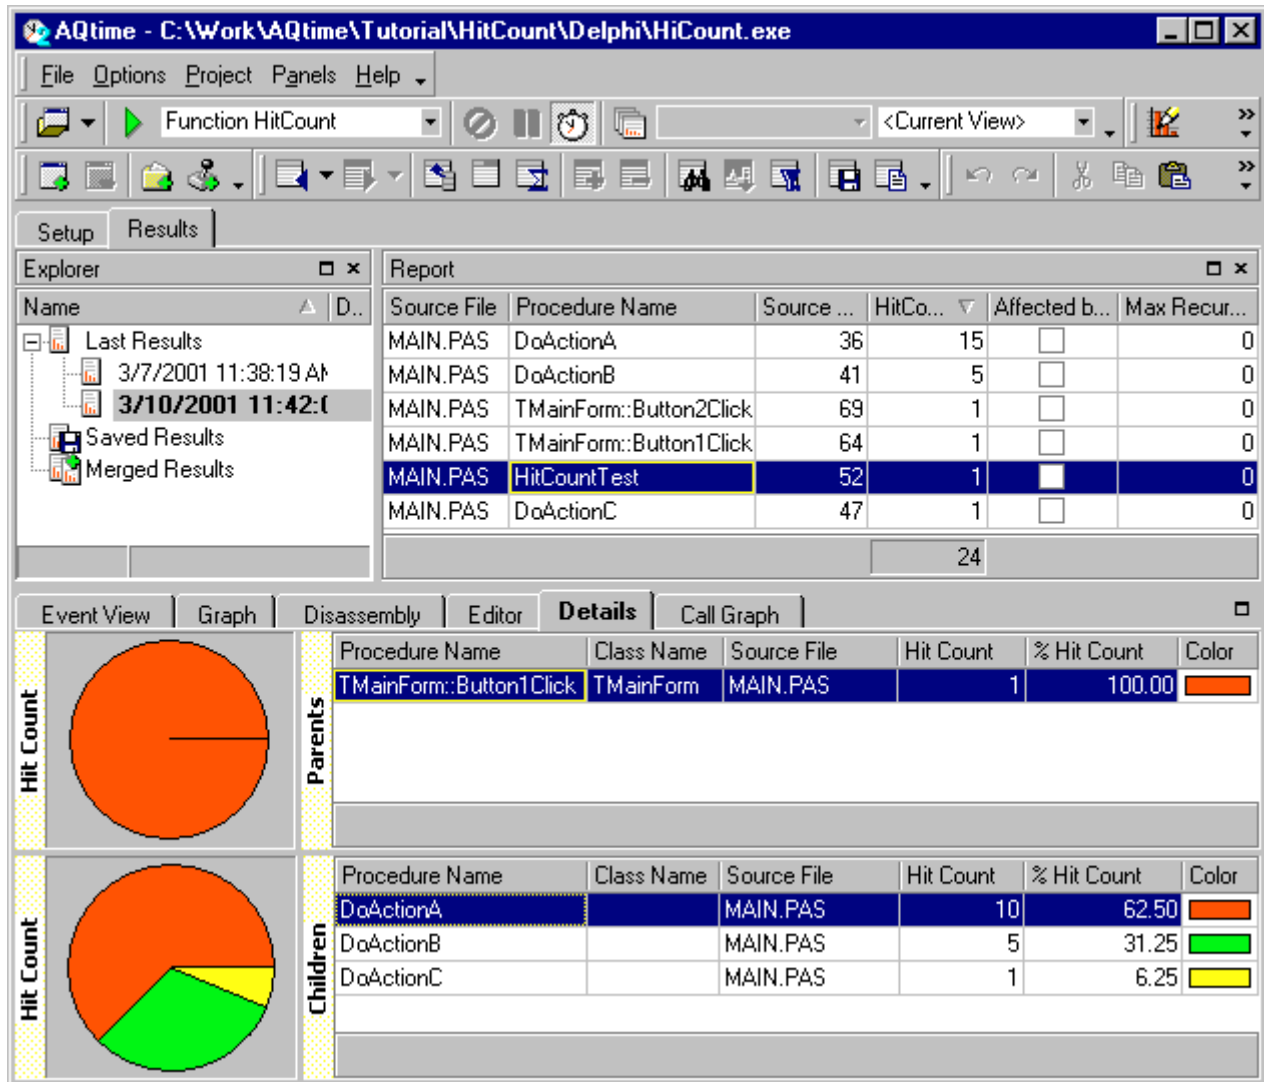 AQtime - C:\Work\AQtime\Tutorial\HitCount\Delphi\HiCount.exe
File Options Project Panels Help
Function HitCount <Current View>
Setup Results
Explorer
Name D..
Last Results
3/7/2001 11:38:19 AM
3/10/2001 11:42:0
Saved Results
Merged Results
Report
Source File Procedure Name Source ... HitCo... Affected b... Max Recur...
MAIN.PAS DoActionA 36 15 0
MAIN.PAS DoActionB 41 5 0
MAIN.PAS TMainForm::Button2Click 69 1 0
MAIN.PAS TMainForm::Button1Click 64 1 0
MAIN.PAS HitCountTest 52 1 0
MAIN.PAS DoActionC 47 1 0
24
Event View Graph Disassembly Editor Details Call Graph
Hit Count
Parents
Procedure Name Class Name Source File Hit Count % Hit Count Color
TMainForm::Button1Click TMainForm MAIN.PAS 1 100.00
Hit Count
Children
Procedure Name Class Name Source File Hit Count % Hit Count Color
DoActionA MAIN.PAS 10 62.50
DoActionB MAIN.PAS 5 31.25
DoActionC MAIN.PAS 1 6.25